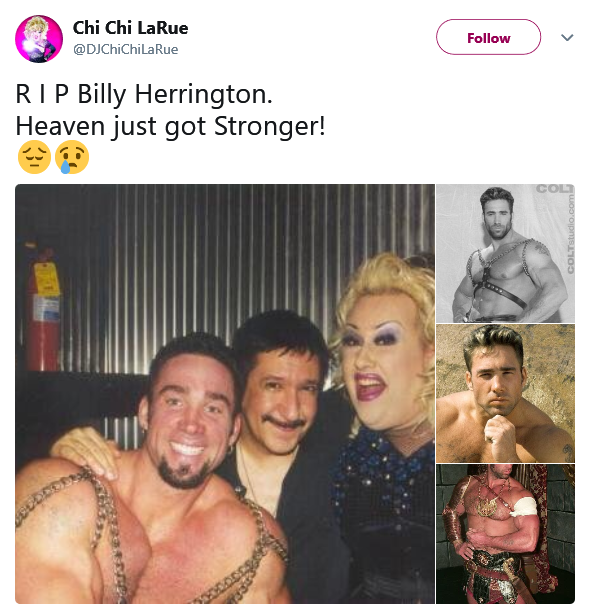 Chi Chi LaRue
@DJChiChiLaRue
Follow
R I P Billy Herrington.
Heaven just got Stronger!
COLT
COLTstudio.com